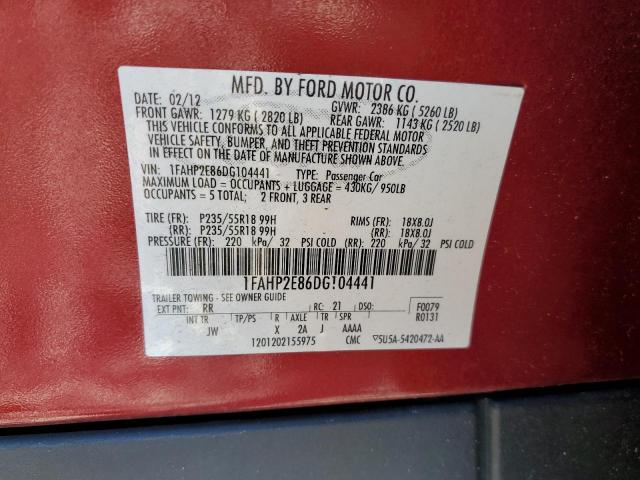 MFD. BY FORD MOTOR CO.
DATE: 02/12 GVWR: 2386 KG ( 5260 LB)
FRONT GAWR: 1279 KG ( 2820 LB) REAR GAWR: 1143 KG ( 2520 LB)
THIS VEHICLE CONFORMS TO ALL APPLICABLE FEDERAL MOTOR
VEHICLE SAFETY, BUMPER, AND THEFT PREVENTION STANDARDS
IN EFFECT ON THE DATE OF MANUFACTURE SHOWN ABOVE.
VIN: 1FAHP2E86DG104441 TYPE: Passenger Car
MAXIMUM LOAD = OCCUPANTS + LUGGAGE = 430KG/ 950LB
OCCUPANTS = 5 TOTAL; 2 FRONT, 3 REAR
TIRE (FR): P235/55R18 99H RIMS (FR): 18X8.0J
(RR): P235/55R18 99H (RR): 18X8.0J
PRESSURE (FR): 220 kPa/ 32 PSI COLD (RR): 220 kPa/ 32 PSI COLD
1FAHP2E86DG104441
TRAILER TOWING - SEE OWNER GUIDE
EXT PNT: RR RC: 21 DSO: F0079
INT TR TP/PS R AXLE TR SPR R0131
JW X 2A J AAAA
1201202155975 CMC ▽5U5A-5420472-AA